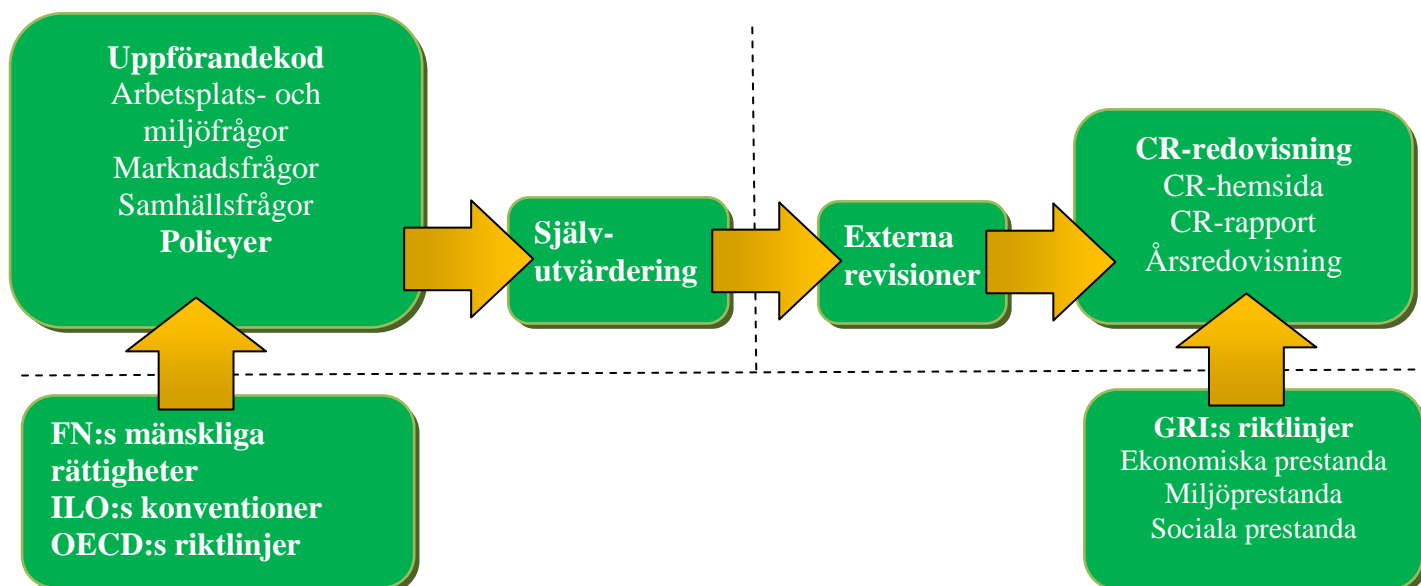 Uppförandekod
Arbetsplats- och
miljöfrågor
Marknadsfrågor
Samhällsfrågor
Policyer
Själv-
utvärdering
Externa
revisioner
CR-redovisning
CR-hemsida
CR-rapport
Årsredovisning
FN:s mänskliga
rättigheter
ILO:s konventioner
OECD:s riktlinjer
GRI:s riktlinjer
Ekonomiska prestanda
Miljöprestanda
Sociala prestanda